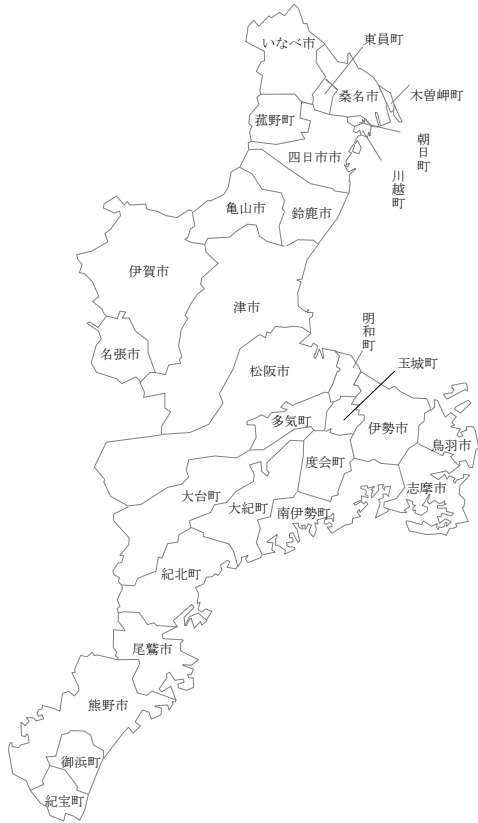 いなべ市
東員町
桑名市
木曽岬町
菰野町
朝日町
四日市市
川越町
亀山市
鈴鹿市
伊賀市
津市
明和町
名張市
玉城町
松阪市
多気町
伊勢市
鳥羽市
度会町
志摩市
大台町
大紀町
南伊勢町
紀北町
尾鷲市
熊野市
御浜町
紀宝町